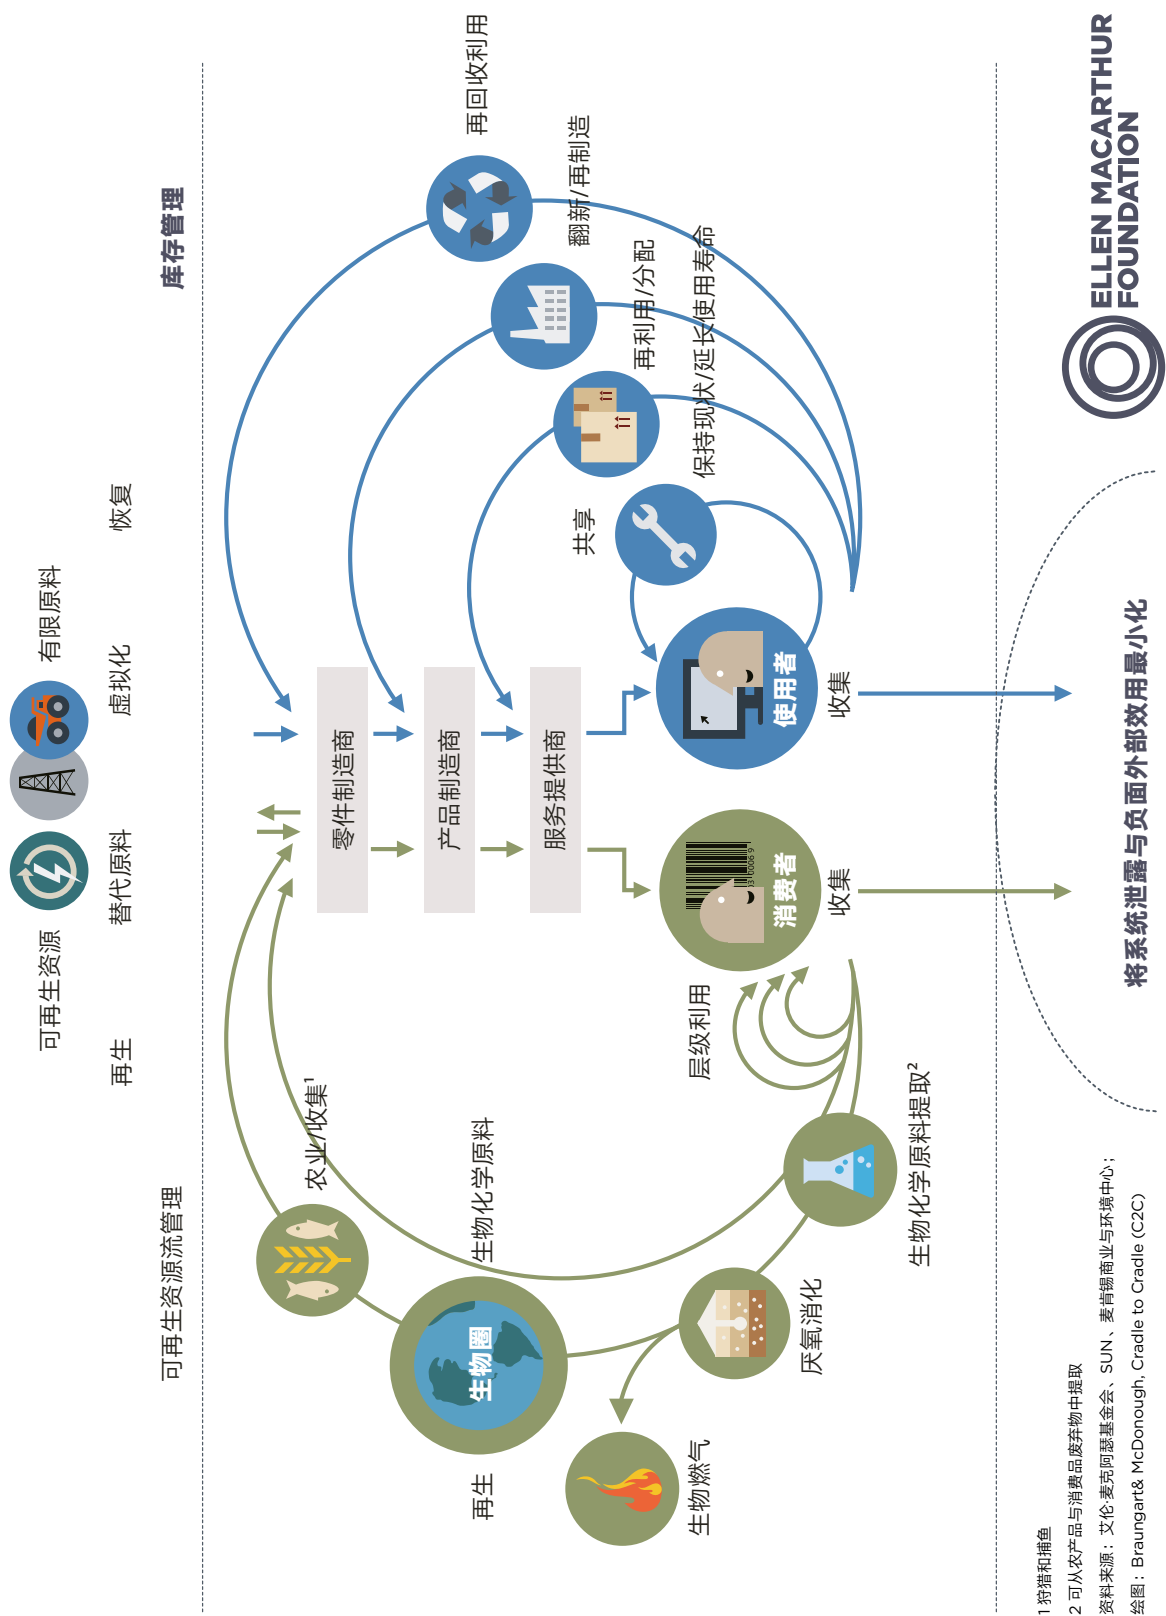 可再生资源
有限原料
再生
替代原料
虚拟化
恢复
可再生资源流管理
库存管理
农业/收集¹
零件制造商
再回收利用
生物圈
生物化学原料
再生
产品制造商
翻新/再制造
服务提供商
共享
再利用/分配
层级利用
保持现状/延长使用寿命
生物燃气
消费者
使用者
03 10006 9
厌氧消化
收集
收集
生物化学原料提取²
将系统泄露与负面外部效用最小化
1 狩猎和捕鱼
2 可从农产品与消费品废弃物中提取
资料来源：艾伦·麦克阿瑟基金会、SUN、麦肯锡商业与环境中心；
绘图：Braungart& McDonough, Cradle to Cradle (C2C)
ELLEN MACARTHUR
FOUNDATION